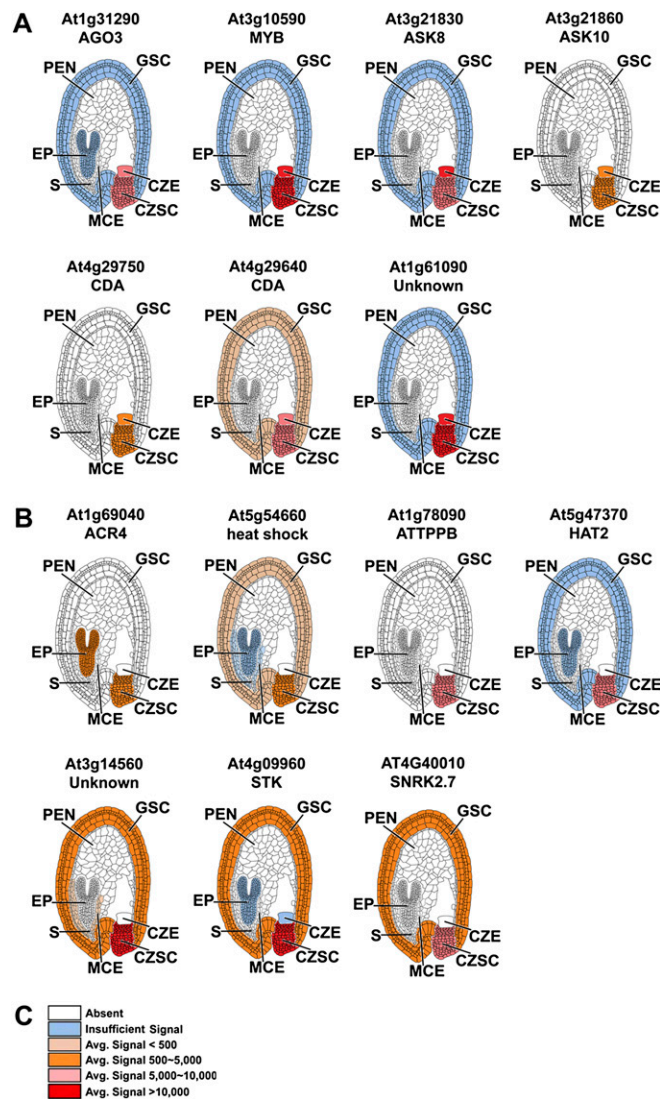 A
At1g31290
AGO3
At3g10590
MYB
At3g21830
ASK8
At3g21860
ASK10
PEN
GSC
EP
S
MCE
CZE
CZSC
PEN
GSC
EP
S
MCE
CZE
CZSC
PEN
GSC
EP
S
MCE
CZE
CZSC
PEN
GSC
EP
S
MCE
CZE
CZSC
At4g29750
CDA
At4g29640
CDA
At1g61090
Unknown
PEN
GSC
EP
S
MCE
CZE
CZSC
PEN
GSC
EP
S
MCE
CZE
CZSC
PEN
GSC
EP
S
MCE
CZE
CZSC
B
At1g69040
ACR4
At5g54660
heat shock
At1g78090
ATTPPB
At5g47370
HAT2
PEN
GSC
EP
S
MCE
CZE
CZSC
PEN
GSC
EP
S
MCE
CZE
CZSC
PEN
GSC
EP
S
MCE
CZE
CZSC
PEN
GSC
EP
S
MCE
CZE
CZSC
At3g14560
Unknown
At4g09960
STK
AT4G40010
SNRK2.7
PEN
GSC
EP
S
MCE
CZE
CZSC
PEN
GSC
EP
S
MCE
CZE
CZSC
PEN
GSC
EP
S
MCE
CZE
CZSC
C
Absent
Insufficient Signal
Avg. Signal < 500
Avg. Signal 500~5,000
Avg. Signal 5,000~10,000
Avg. Signal >10,000